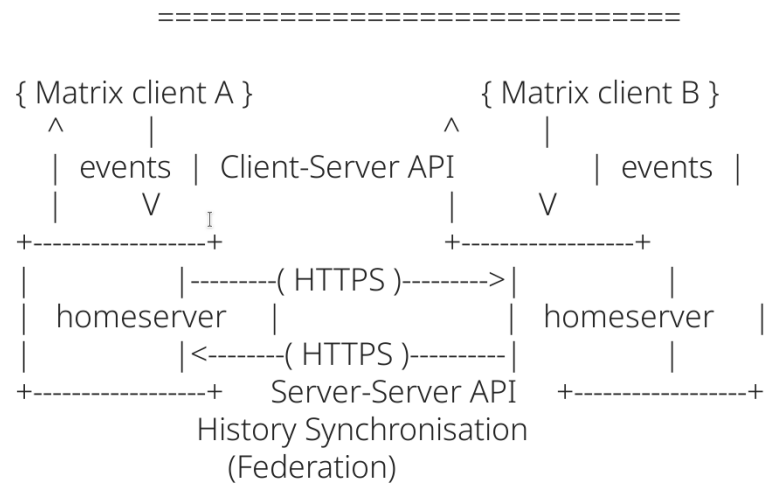 ==============================
{ Matrix client A } { Matrix client B }
^ | ^ |
| events | Client-Server API | events |
| V | V
+------------------+ +------------------+
| |---------( HTTPS )--------->| |
| homeserver | | homeserver |
| |<--------( HTTPS )----------| |
+------------------+ Server-Server API +------------------+
History Synchronisation
(Federation)